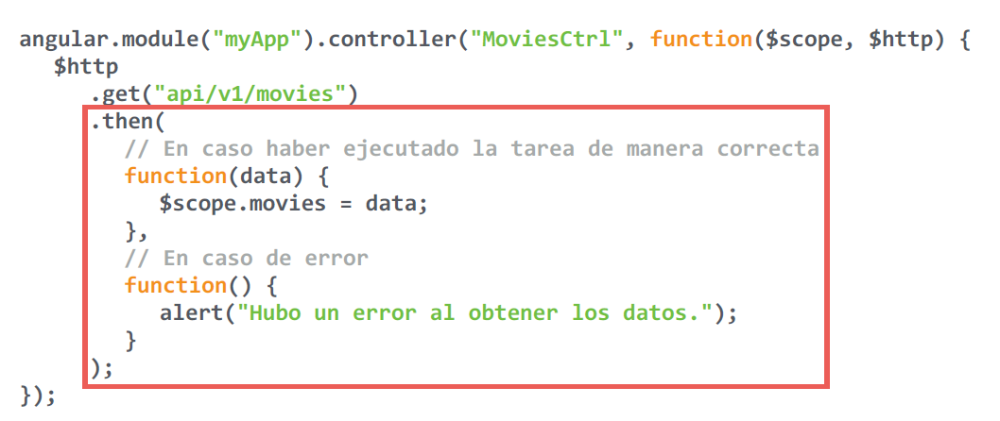 angular.module("myApp").controller("MoviesCtrl", function($scope, $http) {
$http
.get("api/v1/movies")
.then(
// En caso haber ejecutado la tarea de manera correcta
function(data) {
$scope.movies = data;
},
// En caso de error
function() {
alert("Hubo un error al obtener los datos.");
}
);
});